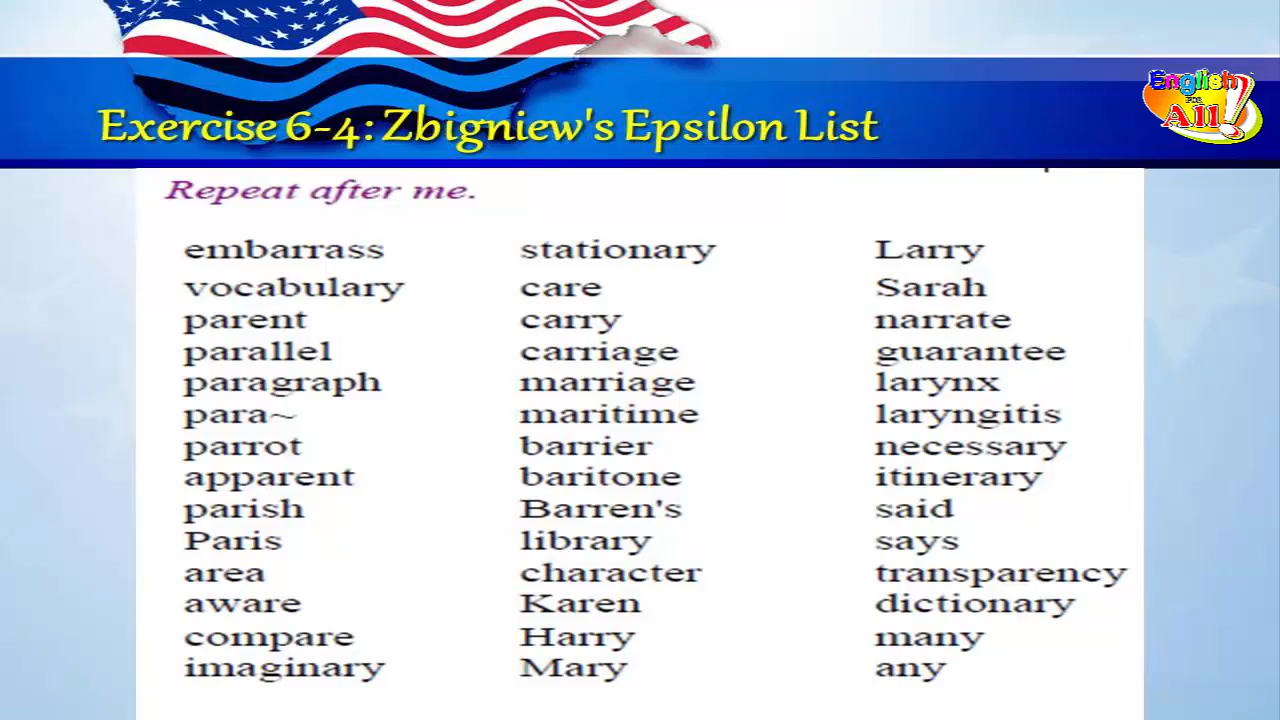 English
FOR
All!
Exercise 6-4: Zbigniew's Epsilon List
Repeat after me.
embarrass stationary Larry
vocabulary care Sarah
parent carry narrate
parallel carriage guarantee
paragraph marriage larynx
para~ maritime laryngitis
parrot barrier necessary
apparent baritone itinerary
parish Barren's said
Paris library says
area character transparency
aware Karen dictionary
compare Harry many
imaginary Mary any